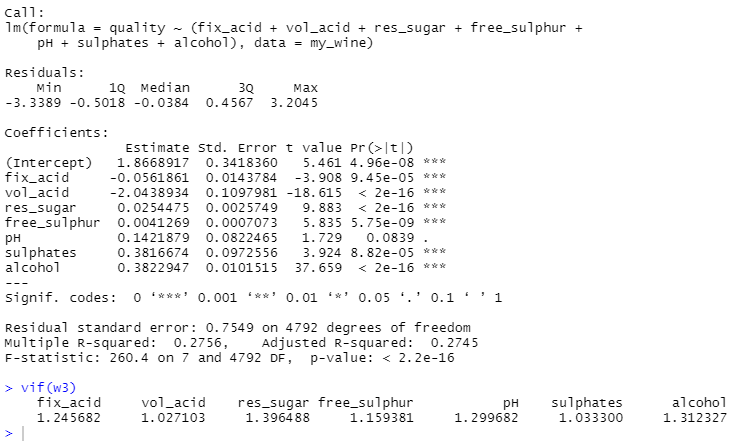 Call:
lm(formula = quality ~ (fix_acid + vol_acid + res_sugar + free_sulphur +
    pH + sulphates + alcohol), data = my_wine)

Residuals:
    Min      1Q  Median      3Q     Max
-3.3389 -0.5018 -0.0384  0.4567  3.2045

Coefficients:
               Estimate Std. Error t value Pr(>|t|)
(Intercept)   1.8668917  0.3418360   5.461 4.96e-08 ***
fix_acid     -0.0561861  0.0143784  -3.908 9.45e-05 ***
vol_acid     -2.0438934  0.1097981 -18.615  < 2e-16 ***
res_sugar     0.0254475  0.0025749   9.883  < 2e-16 ***
free_sulphur  0.0041269  0.0007073   5.835 5.75e-09 ***
pH            0.1421879  0.0822465   1.729   0.0839 .
sulphates     0.3816674  0.0972556   3.924 8.82e-05 ***
alcohol       0.3822947  0.0101515  37.659  < 2e-16 ***
---
Signif. codes:  0 ‘***’ 0.001 ‘**’ 0.01 ‘*’ 0.05 ‘.’ 0.1 ‘ ’ 1

Residual standard error: 0.7549 on 4792 degrees of freedom
Multiple R-squared:  0.2756,    Adjusted R-squared:  0.2745
F-statistic: 260.4 on 7 and 4792 DF,  p-value: < 2.2e-16

> vif(w3)
    fix_acid     vol_acid    res_sugar free_sulphur           pH    sulphates      alcohol
    1.245682     1.027103     1.396488     1.159381     1.299682     1.033300     1.312327
>